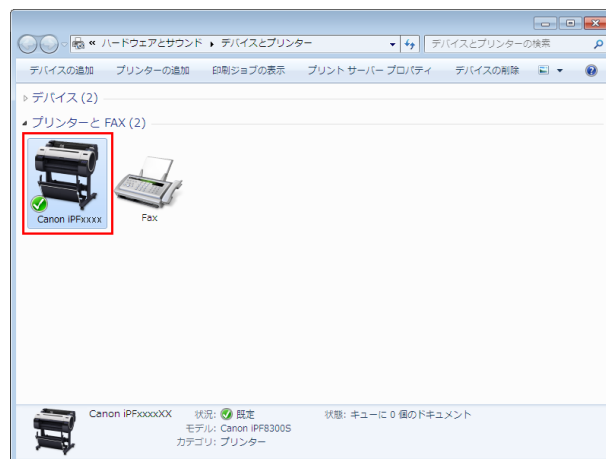 « ハードウェアとサウンド ▸ デバイスとプリンター デバイスとプリンターの検索
デバイスの追加 プリンターの追加 印刷ジョブの表示 プリント サーバー プロパティ デバイスの削除
デバイス (2)
プリンターと FAX (2)
Canon iPFxxxx Fax
Canon iPFxxxxXX 状況: 既定 状態: キューに 0 個のドキュメント
モデル: Canon iPF8300S
カテゴリ: プリンター